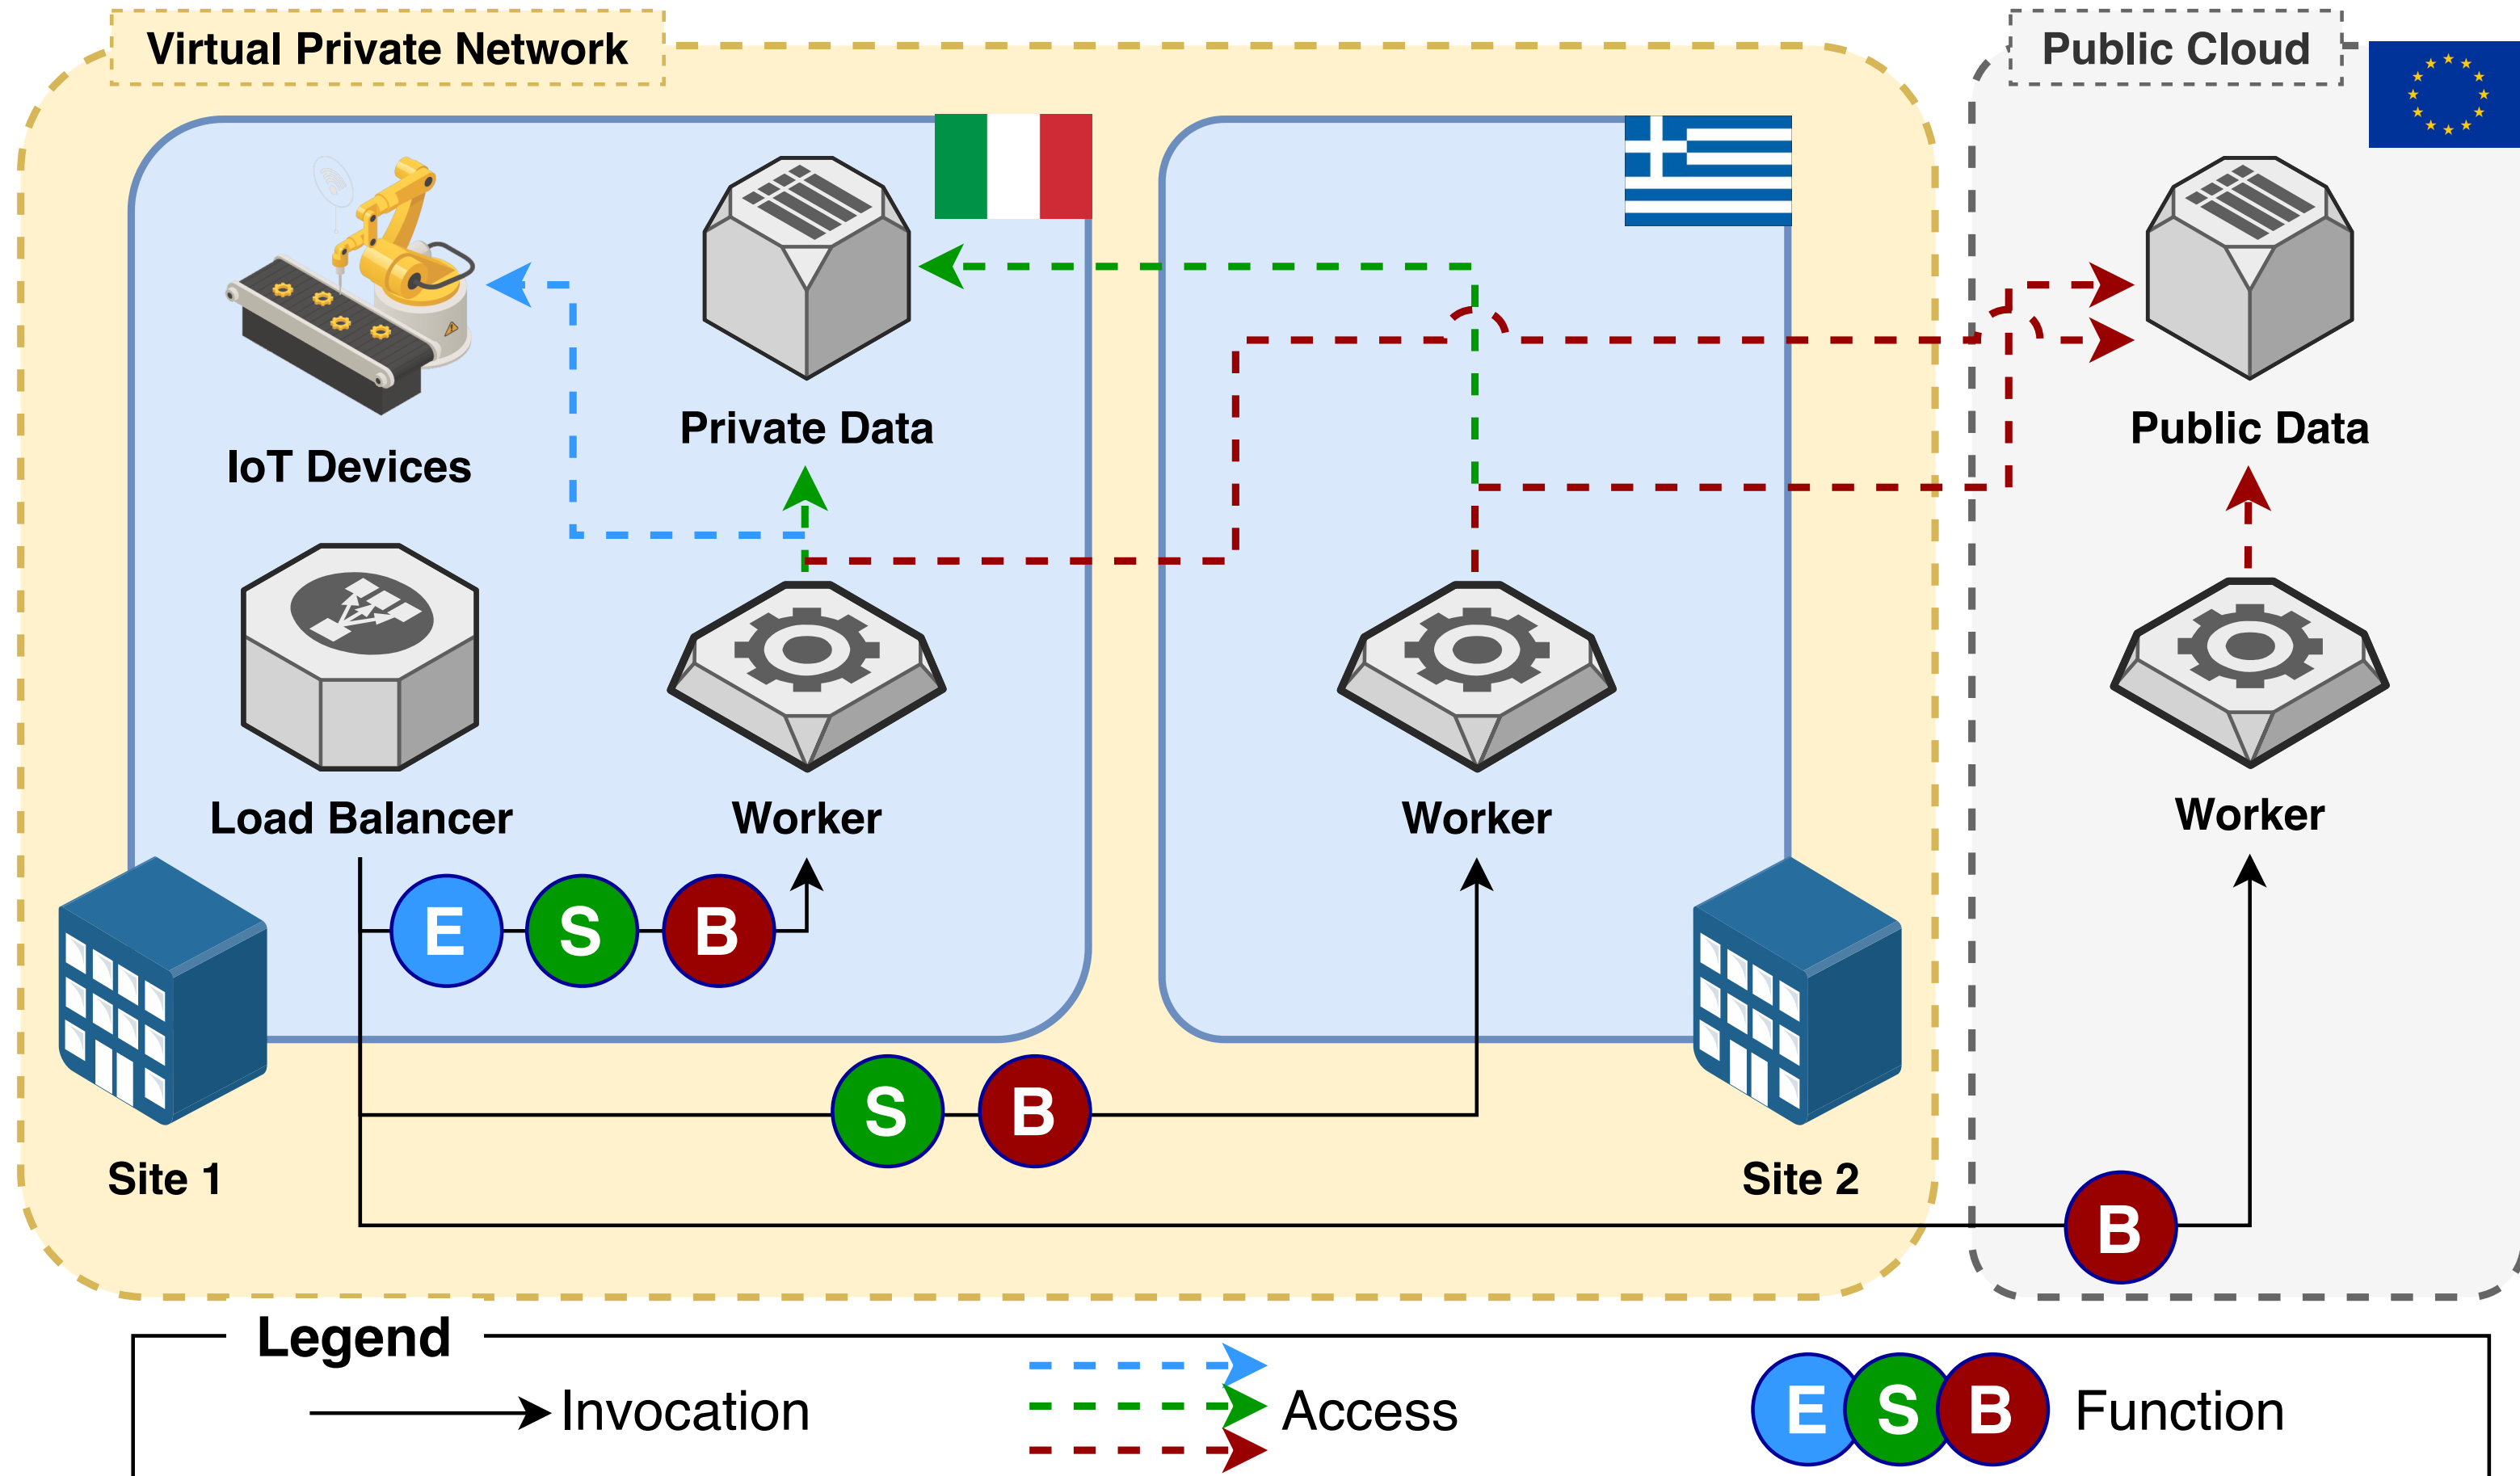 Virtual Private Network
Public Cloud
IoT Devices
Private Data
Public Data
Load Balancer
Worker
Worker
Worker
E
S
B
S
B
Site 1
Site 2
B
Legend
Invocation
Access
E
S
B
Function